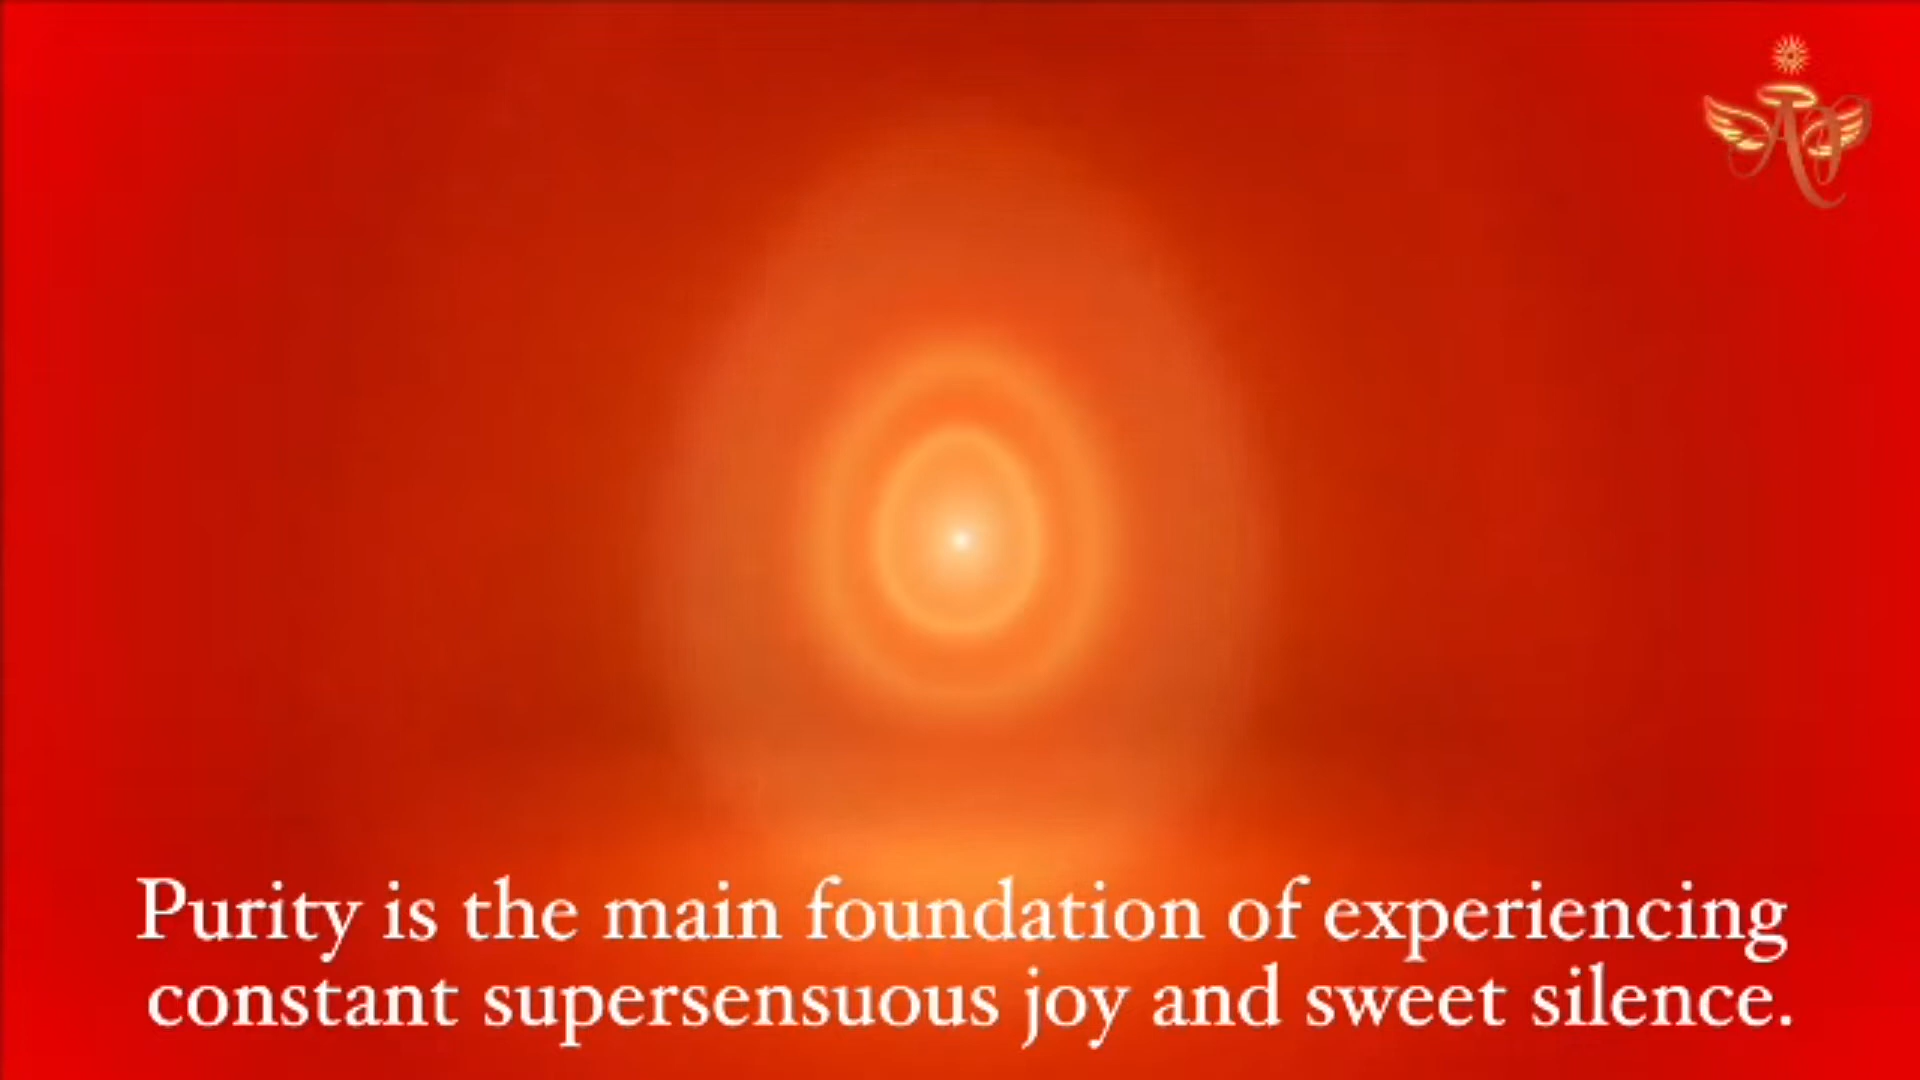 Purity is the main foundation of experiencing
constant supersensuous joy and sweet silence.